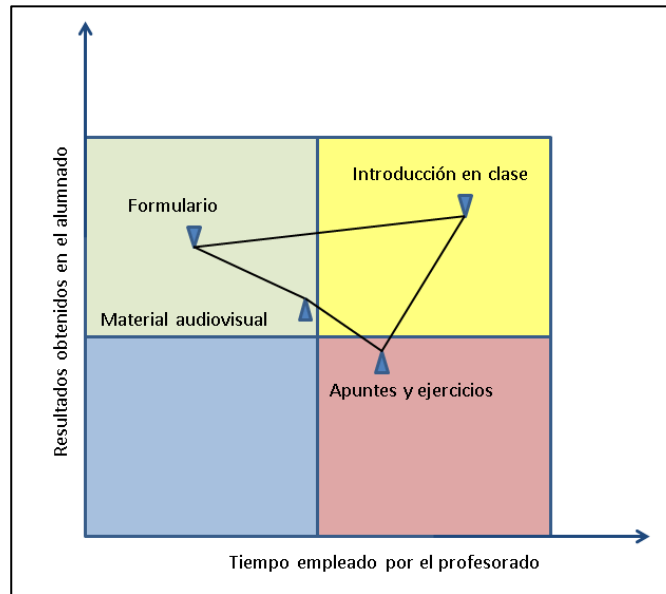 Introducción en clase
Formulario
Material audiovisual
Apuntes y ejercicios
Resultados obtenidos en el alumnado
Tiempo empleado por el profesorado